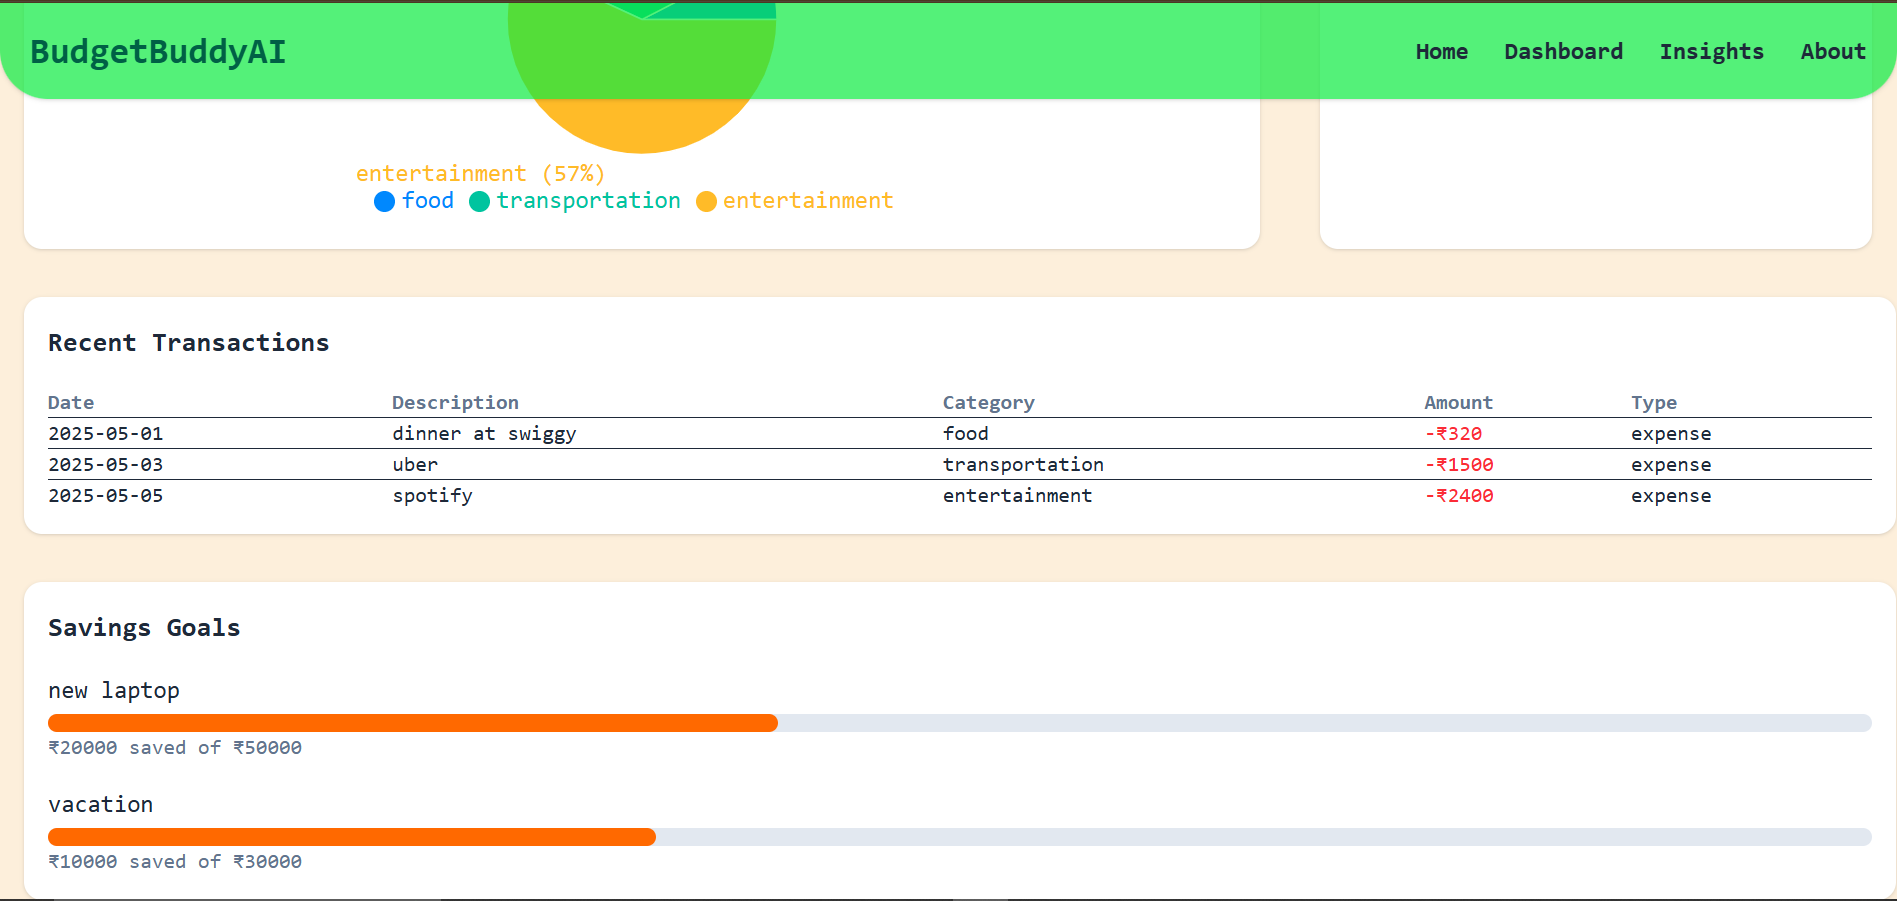 BudgetBuddyAI Home Dashboard Insights About
entertainment (57%)
food transportation entertainment
Recent Transactions
Date Description Category Amount Type
2025-05-01 dinner at swiggy food -₹320 expense
2025-05-03 uber transportation -₹1500 expense
2025-05-05 spotify entertainment -₹2400 expense
Savings Goals
new laptop
₹20000 saved of ₹50000
vacation
₹10000 saved of ₹30000